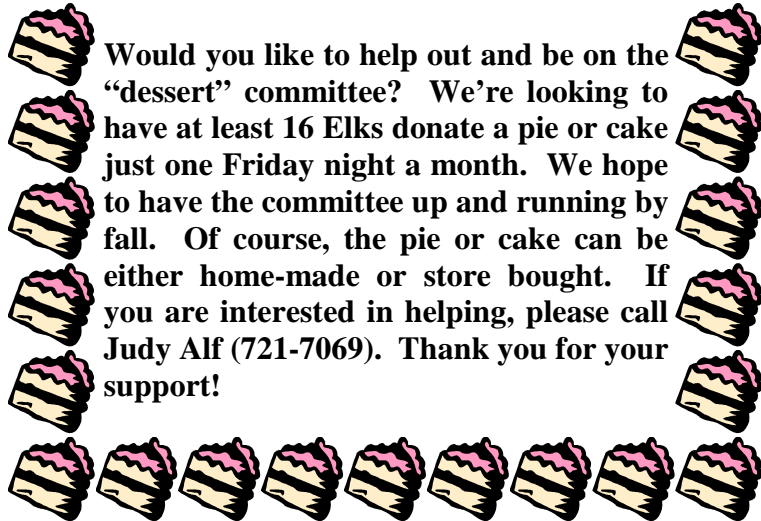 Would you like to help out and be on the
“dessert” committee? We’re looking to
have at least 16 Elks donate a pie or cake
just one Friday night a month. We hope
to have the committee up and running by
fall. Of course, the pie or cake can be
either home-made or store bought. If
you are interested in helping, please call
Judy Alf (721-7069). Thank you for your
support!